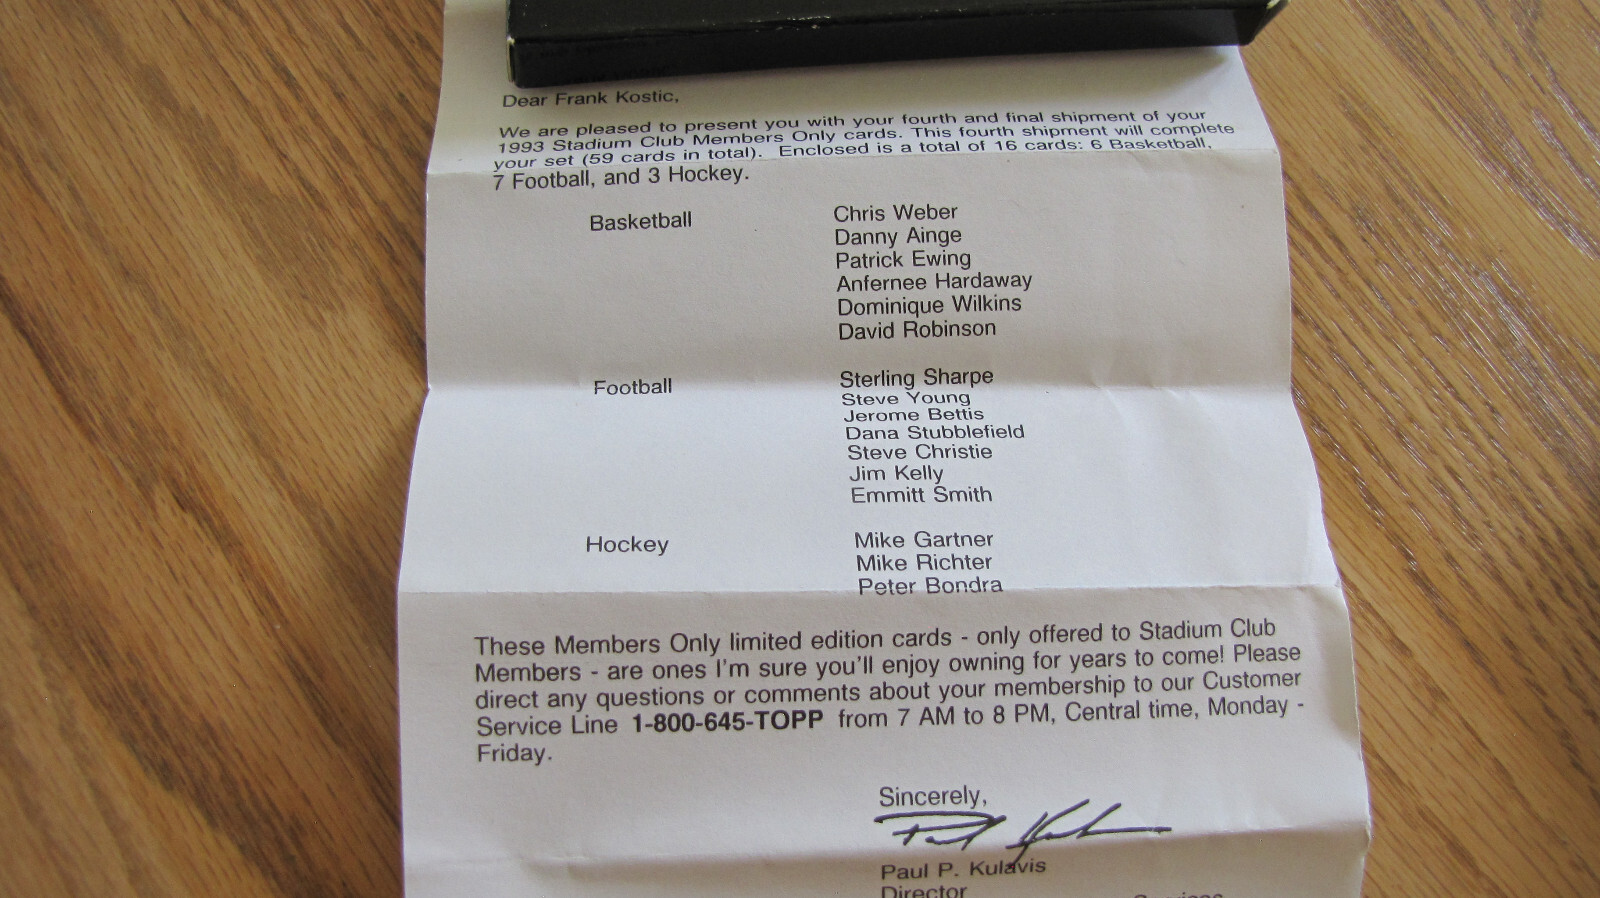 Dear Frank Kostic,
We are pleased to present you with your fourth and final shipment of your
1993 Stadium Club Members Only cards. This fourth shipment will complete
your set (59 cards in total). Enclosed is a total of 16 cards: 6 Basketball,
7 Football, and 3 Hockey.
Basketball Chris Weber
Danny Ainge
Patrick Ewing
Anfernee Hardaway
Dominique Wilkins
David Robinson
Football Sterling Sharpe
Steve Young
Jerome Bettis
Dana Stubblefield
Steve Christie
Jim Kelly
Emmitt Smith
Hockey Mike Gartner
Mike Richter
Peter Bondra
These Members Only limited edition cards - only offered to Stadium Club
Members - are ones I'm sure you'll enjoy owning for years to come! Please
direct any questions or comments about your membership to our Customer
Service Line 1-800-645-TOPP from 7 AM to 8 PM, Central time, Monday -
Friday.
Sincerely,
Paul P. Kulavis
Director